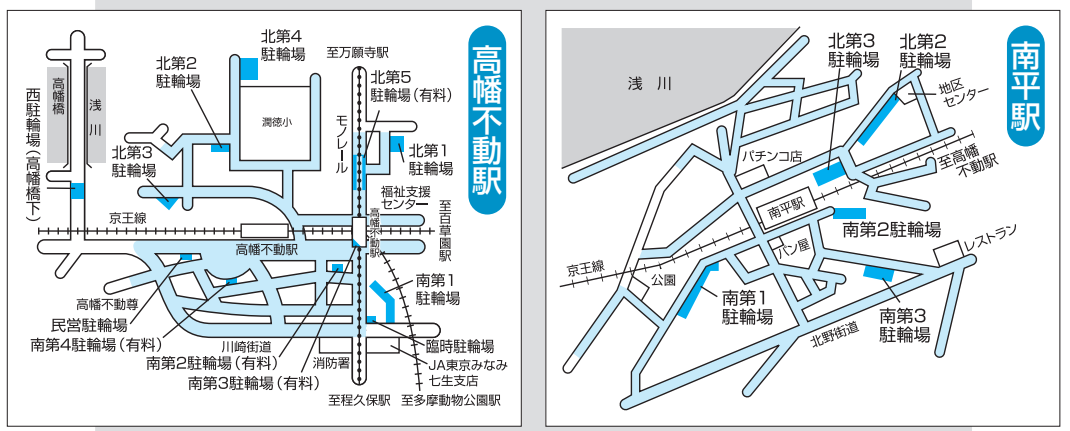 高幡不動駅
北第4
駐輪場
至万願寺駅
北第2
駐輪場
北第5
駐輪場(有料)
高幡橋
浅川
西駐輪場(高幡橋下)
潤徳小
モノレール
北第3
駐輪場
北第1
駐輪場
福祉支援
センター
京王線
高幡不動駅
高幡不動駅
至百草園駅
高幡不動尊
民営駐輪場
南第4駐輪場(有料)
南第1
駐輪場
川崎街道
臨時駐輪場
南第2駐輪場(有料)
消防署
JA東京みなみ
七生支店
南第3駐輪場(有料)
至程久保駅
至多摩動物公園駅
南平駅
北第3
駐輪場
北第2
駐輪場
浅川
地区
センター
パチンコ店
至高幡
不動駅
南平駅
南第2駐輪場
パン屋
レストラン
京王線
公園
南第1
駐輪場
南第3
駐輪場
北野街道